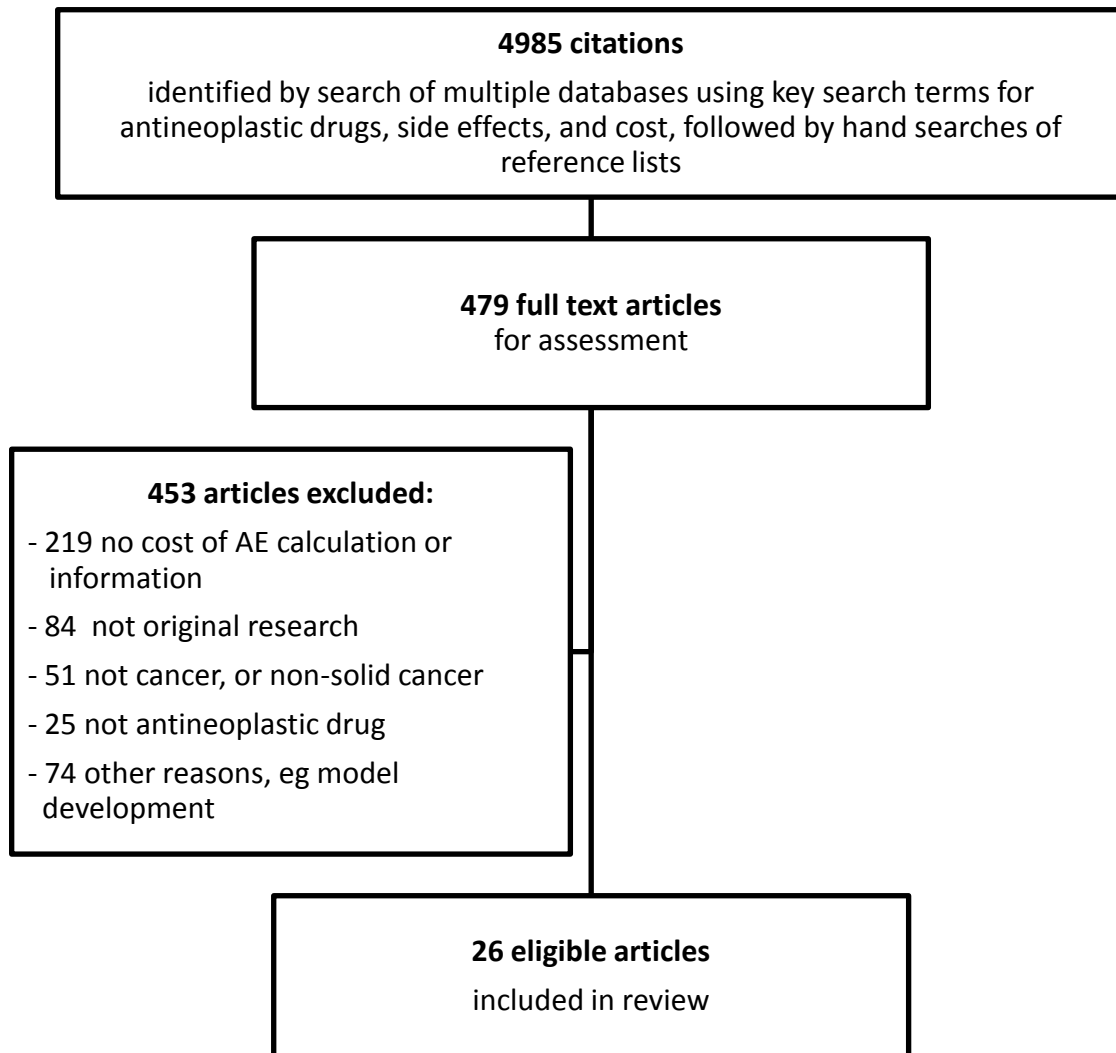 4985 citations
identified by search of multiple databases using key search terms for
antineoplastic drugs, side effects, and cost, followed by hand searches of
reference lists
479 full text articles
for assessment
453 articles excluded:
- 219 no cost of AE calculation or
information
- 84 not original research
- 51 not cancer, or non-solid cancer
- 25 not antineoplastic drug
- 74 other reasons, eg model
development
26 eligible articles
included in review